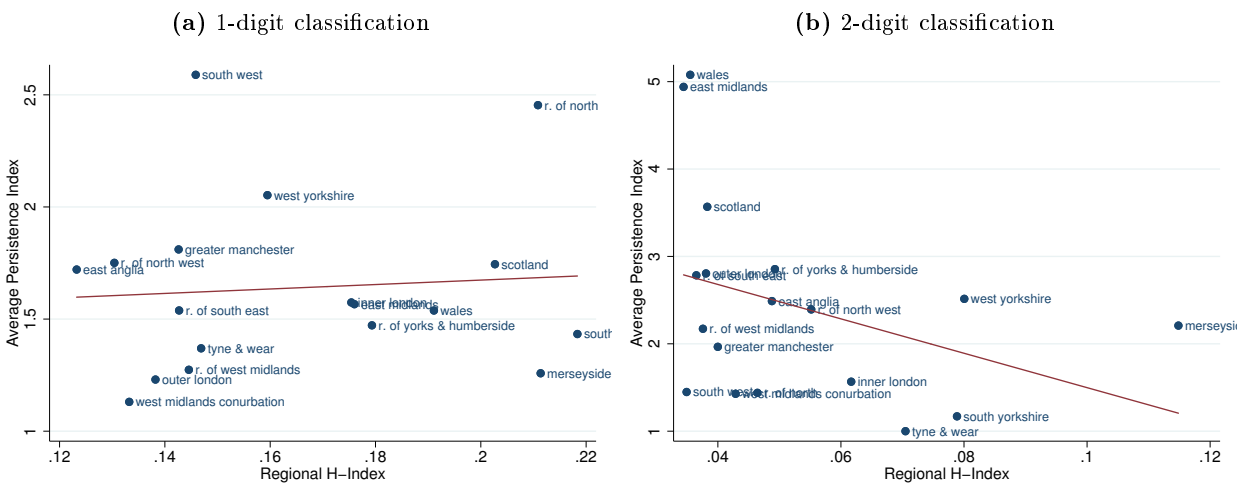 (a) 1-digit classification
Average Persistence Index
2.5
2
1.5
1
south west
r. of north
west yorkshire
greater manchester
r. of north west
east anglia
scotland
inner london
east midlands
r. of south east
wales
r. of yorks & humberside
south
tyne & wear
r. of west midlands
merseyside
outer london
west midlands conurbation
.12 .14 .16 .18 .2 .22
Regional H−Index
(b) 2-digit classification
Average Persistence Index
5
4
3
2
1
wales
east midlands
scotland
r. of yorks & humberside
outer london
r. of south east
east anglia
west yorkshire
r. of north west
merseysi
r. of west midlands
greater manchester
inner london
south west
r. of north
west midlands conurbation
south yorkshire
tyne & wear
.04 .06 .08 .1 .12
Regional H−Index